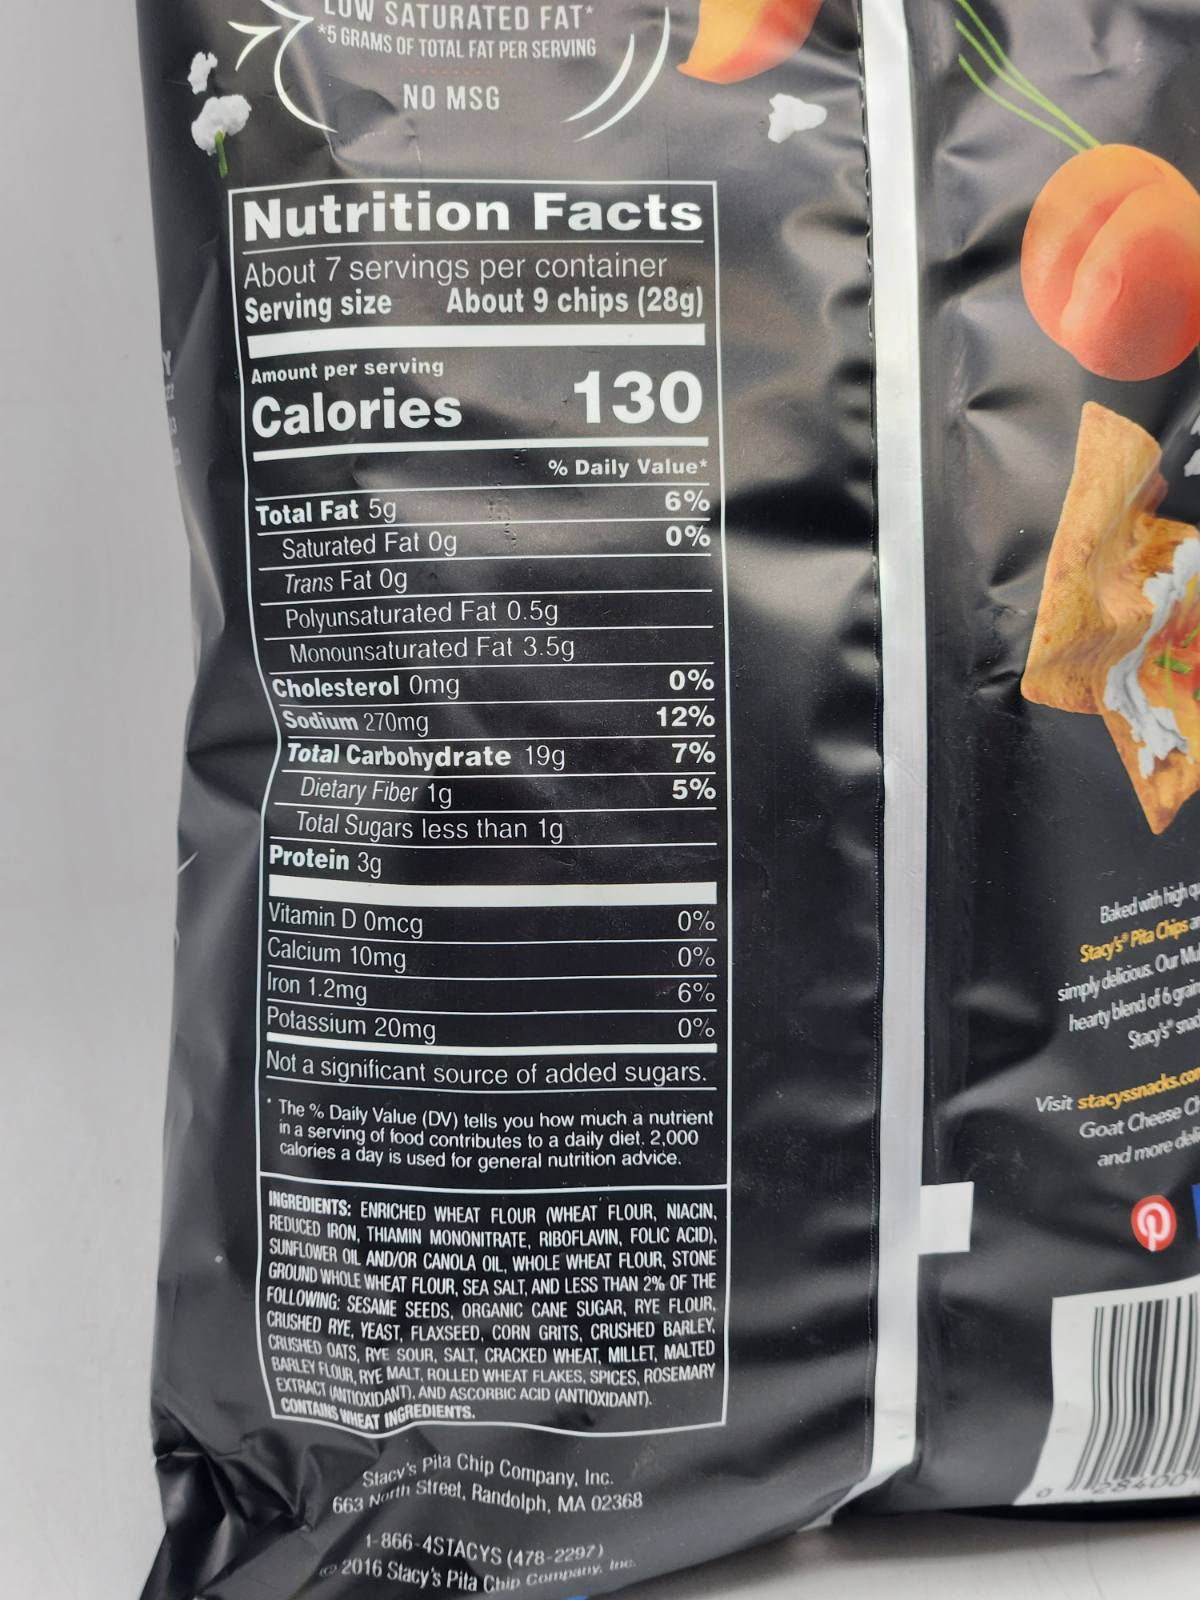 LOW SATURATED FAT*
*5 GRAMS OF TOTAL FAT PER SERVING
NO MSG
Nutrition Facts
About 7 servings per container
Serving size About 9 chips (28g)
Amount per serving
Calories 130
% Daily Value*
Total Fat 5g 6%
Saturated Fat 0g 0%
Trans Fat 0g
Polyunsaturated Fat 0.5g
Monounsaturated Fat 3.5g
Cholesterol 0mg 0%
Sodium 270mg 12%
Total Carbohydrate 19g 7%
Dietary Fiber 1g 5%
Total Sugars less than 1g
Protein 3g
Vitamin D 0mcg 0%
Calcium 10mg 0%
Iron 1.2mg 6%
Potassium 20mg 0%
Not a significant source of added sugars.
* The % Daily Value (DV) tells you how much a nutrient
in a serving of food contributes to a daily diet. 2,000
calories a day is used for general nutrition advice.
INGREDIENTS: ENRICHED WHEAT FLOUR (WHEAT FLOUR, NIACIN,
REDUCED IRON, THIAMIN MONONITRATE, RIBOFLAVIN, FOLIC ACID),
SUNFLOWER OIL AND/OR CANOLA OIL, WHOLE WHEAT FLOUR, STONE
GROUND WHOLE WHEAT FLOUR, SEA SALT, AND LESS THAN 2% OF THE
FOLLOWING: SESAME SEEDS, ORGANIC CANE SUGAR, RYE FLOUR,
CRUSHED RYE, YEAST, FLAXSEED, CORN GRITS, CRUSHED BARLEY,
CRUSHED OATS, RYE SOUR, SALT, CRACKED WHEAT, MILLET, MALTED
BARLEY FLOUR, RYE MALT, ROLLED WHEAT FLAKES, SPICES, ROSEMARY
EXTRACT (ANTIOXIDANT), AND ASCORBIC ACID (ANTIOXIDANT).
CONTAINS WHEAT INGREDIENTS.
Stacy's Pita Chip Company, Inc.
663 North Street, Randolph, MA 02368
1-866-4STACYS (478-2297)
© 2016 Stacy's Pita Chip Company, Inc.
Baked with high
Stacy's® Pita Chips
simply delicious. Our
hearty blend of 6
Stacy's®
Visit
Goat Cheese
and more
0 28400